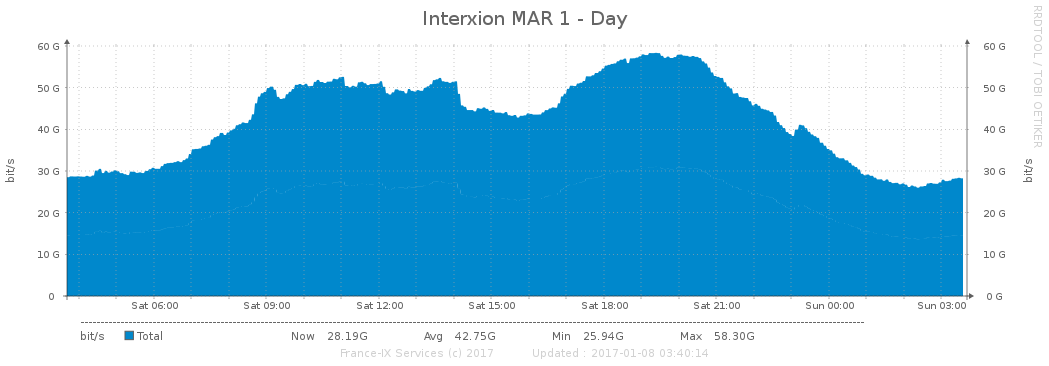 Interxion MAR 1 - Day
RRDTOOL / TOBI OETIKER
bit/s
60 G
50 G
40 G
30 G
20 G
10 G
0
60 G
50 G
40 G
30 G
20 G
10 G
0 G
bit/s
Sat 06:00 Sat 09:00 Sat 12:00 Sat 15:00 Sat 18:00 Sat 21:00 Sun 00:00 Sun 03:00
bit/s Total Now 28.19G Avg 42.75G Min 25.94G Max 58.30G
France-IX Services (c) 2017 Updated : 2017-01-08 03:40:14